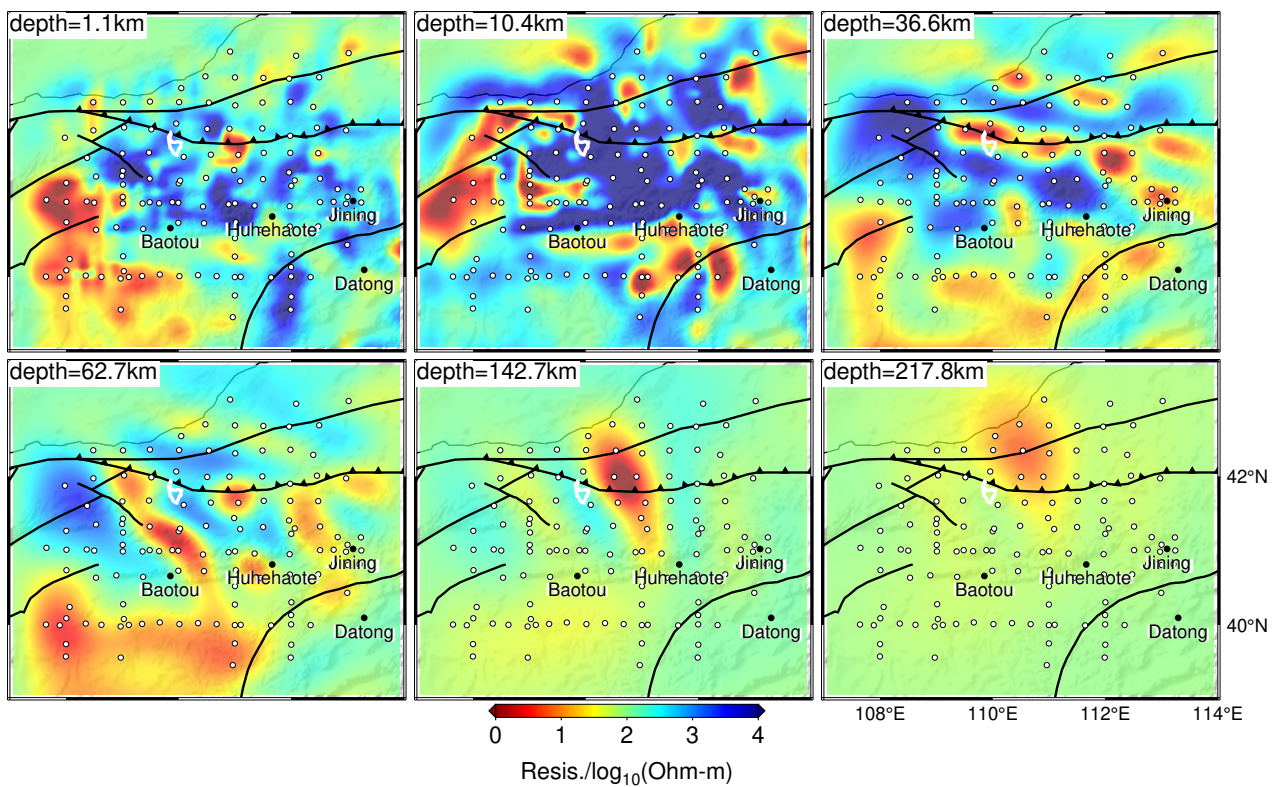 depth=1.1km
depth=10.4km
depth=36.6km
Jining
Baotou
Huhehaote
Datong
Jining
Baotou
Huhehaote
Datong
Jining
Baotou
Huhehaote
Datong
depth=62.7km
depth=142.7km
depth=217.8km
42°N
Jining
Baotou
Huhehaote
Datong
Jining
Baotou
Huhehaote
Datong
Jining
Baotou
Huhehaote
Datong
40°N
108°E 110°E 112°E 114°E
0 1 2 3 4
Resis./log10(Ohm-m)